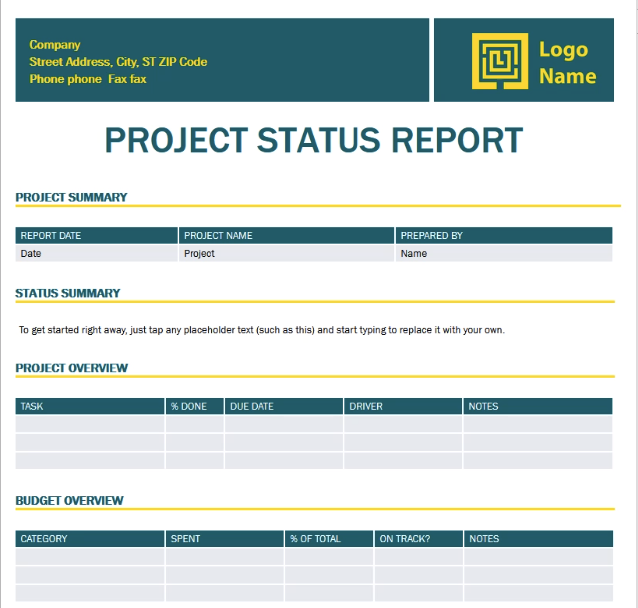 Company
Street Address, City, ST ZIP Code
Phone phone  Fax fax
Logo
Name
PROJECT STATUS REPORT
PROJECT SUMMARY
REPORT DATE PROJECT NAME PREPARED BY
Date Project Name
STATUS SUMMARY
To get started right away, just tap any placeholder text (such as this) and start typing to replace it with your own.
PROJECT OVERVIEW
TASK % DONE DUE DATE DRIVER NOTES
BUDGET OVERVIEW
CATEGORY SPENT % OF TOTAL ON TRACK? NOTES